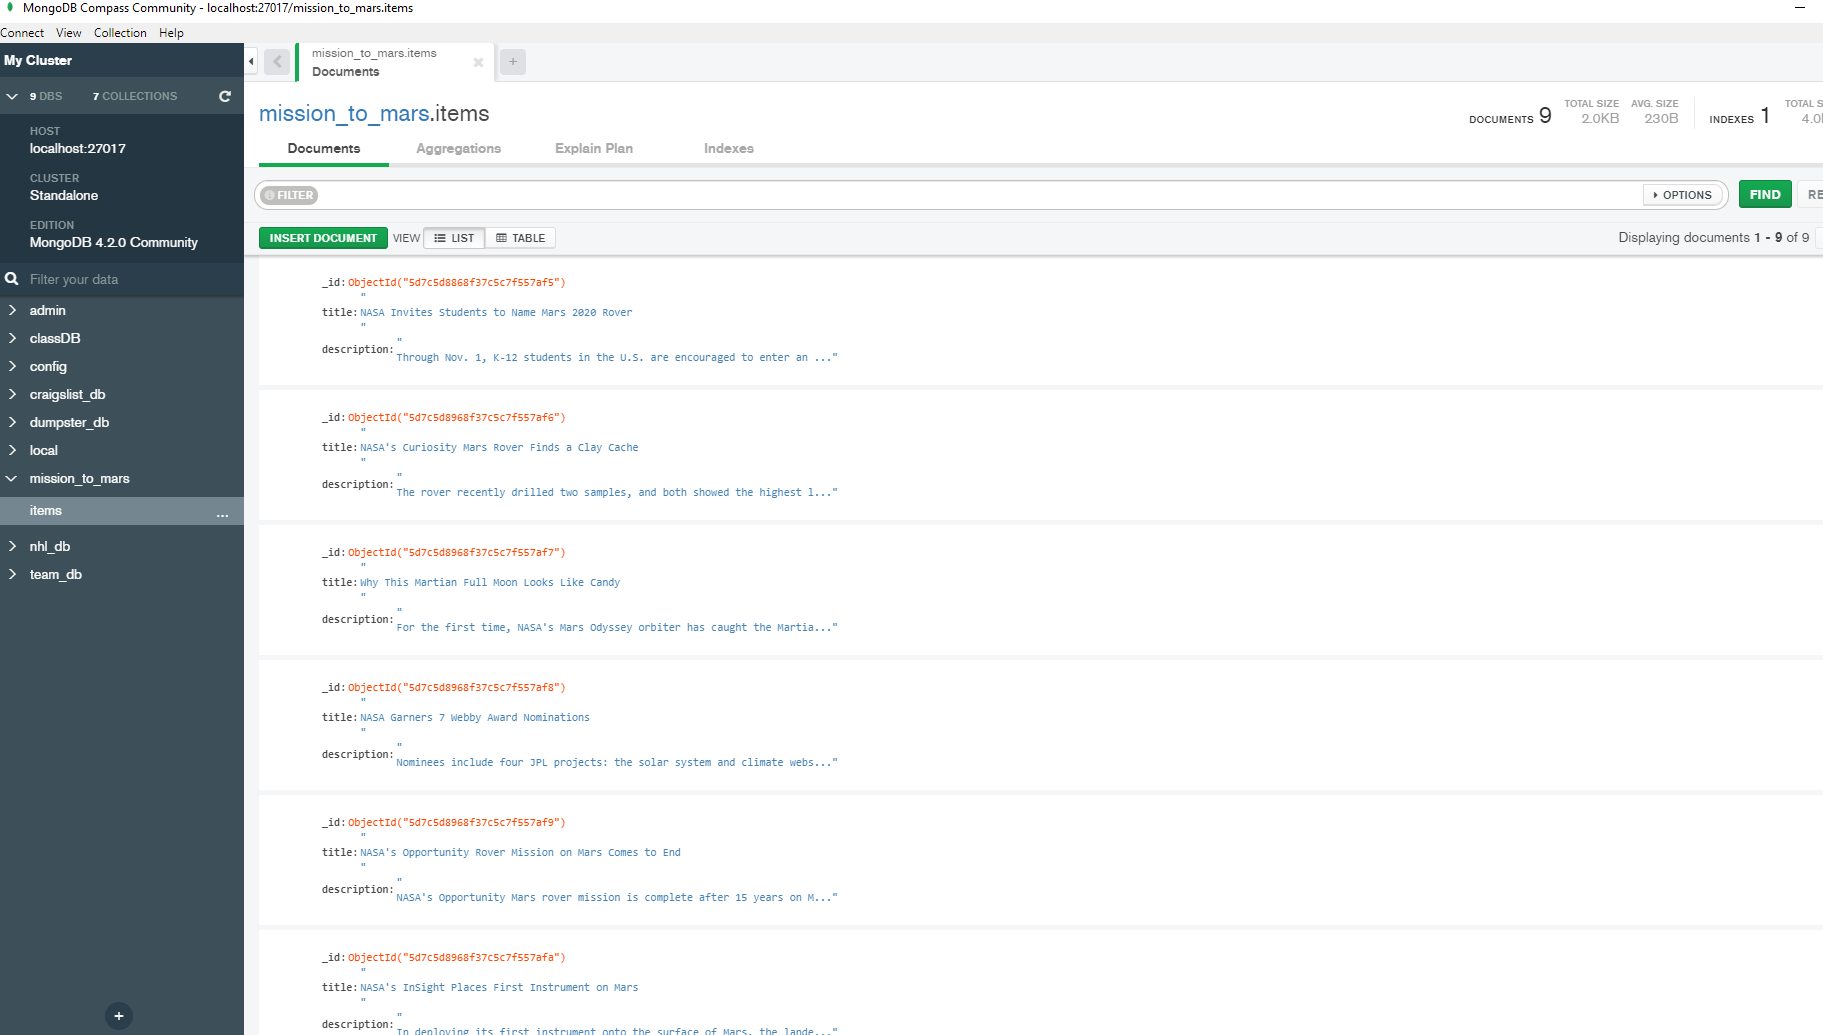 MongoDB Compass Community - localhost:27017/mission_to_mars.items
Connect View Collection Help
My Cluster
9 DBS 7 COLLECTIONS
HOST
localhost:27017
CLUSTER
Standalone
EDITION
MongoDB 4.2.0 Community
Filter your data
admin
classDB
config
craigslist_db
dumpster_db
local
mission_to_mars
items ...
nhl_db
team_db
+
mission_to_mars.items
Documents
+
mission_to_mars.items
DOCUMENTS 9 TOTAL SIZE 2.0KB AVG. SIZE 230B INDEXES 1 TOTAL S 4.0
Documents Aggregations Explain Plan Indexes
FILTER OPTIONS FIND RE
INSERT DOCUMENT VIEW LIST TABLE Displaying documents 1 - 9 of 9
_id: ObjectId("5d7c5d8868f37c5c7f557af5")
"
title: NASA Invites Students to Name Mars 2020 Rover
"
"
description:
Through Nov. 1, K-12 students in the U.S. are encouraged to enter an ..."
_id: ObjectId("5d7c5d8968f37c5c7f557af6")
"
title: NASA's Curiosity Mars Rover Finds a Clay Cache
"
"
description:
The rover recently drilled two samples, and both showed the highest l..."
_id: ObjectId("5d7c5d8968f37c5c7f557af7")
"
title: Why This Martian Full Moon Looks Like Candy
"
"
description:
For the first time, NASA's Mars Odyssey orbiter has caught the Martia..."
_id: ObjectId("5d7c5d8968f37c5c7f557af8")
"
title: NASA Garners 7 Webby Award Nominations
"
"
description:
Nominees include four JPL projects: the solar system and climate webs..."
_id: ObjectId("5d7c5d8968f37c5c7f557af9")
"
title: NASA's Opportunity Rover Mission on Mars Comes to End
"
"
description:
NASA's Opportunity Mars rover mission is complete after 15 years on M..."
_id: ObjectId("5d7c5d8968f37c5c7f557afa")
"
title: NASA's InSight Places First Instrument on Mars
"
"
description:
In deploying its first instrument onto the surface of Mars, the lande..."